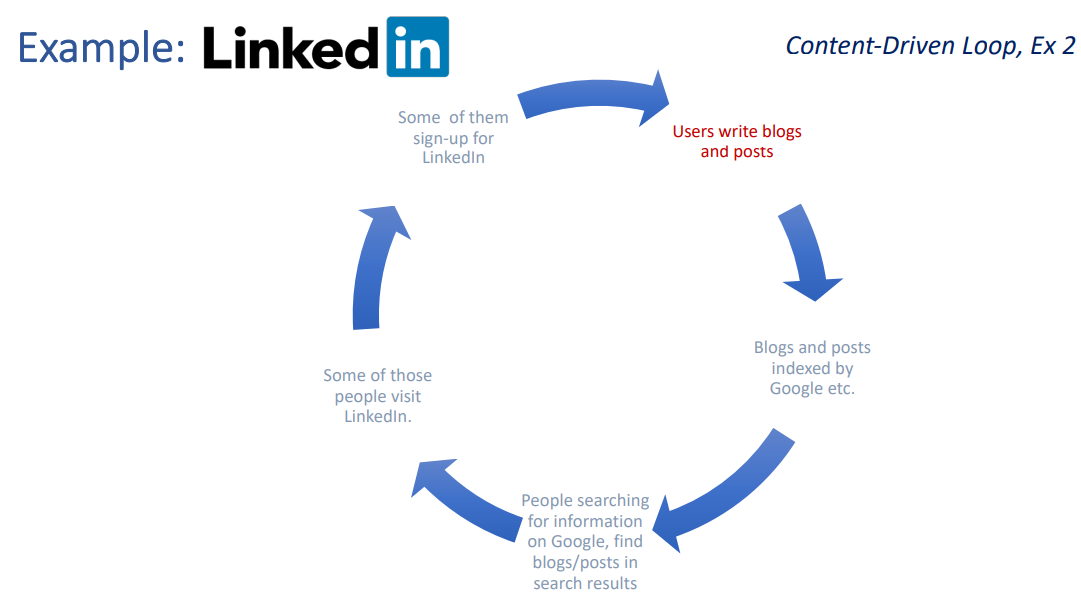 Example: Linked in
Content-Driven Loop, Ex 2
Some of them
sign-up for
LinkedIn
Users write blogs
and posts
Blogs and posts
indexed by
Google etc.
People searching
for information
on Google, find
blogs/posts in
search results
Some of those
people visit
LinkedIn.